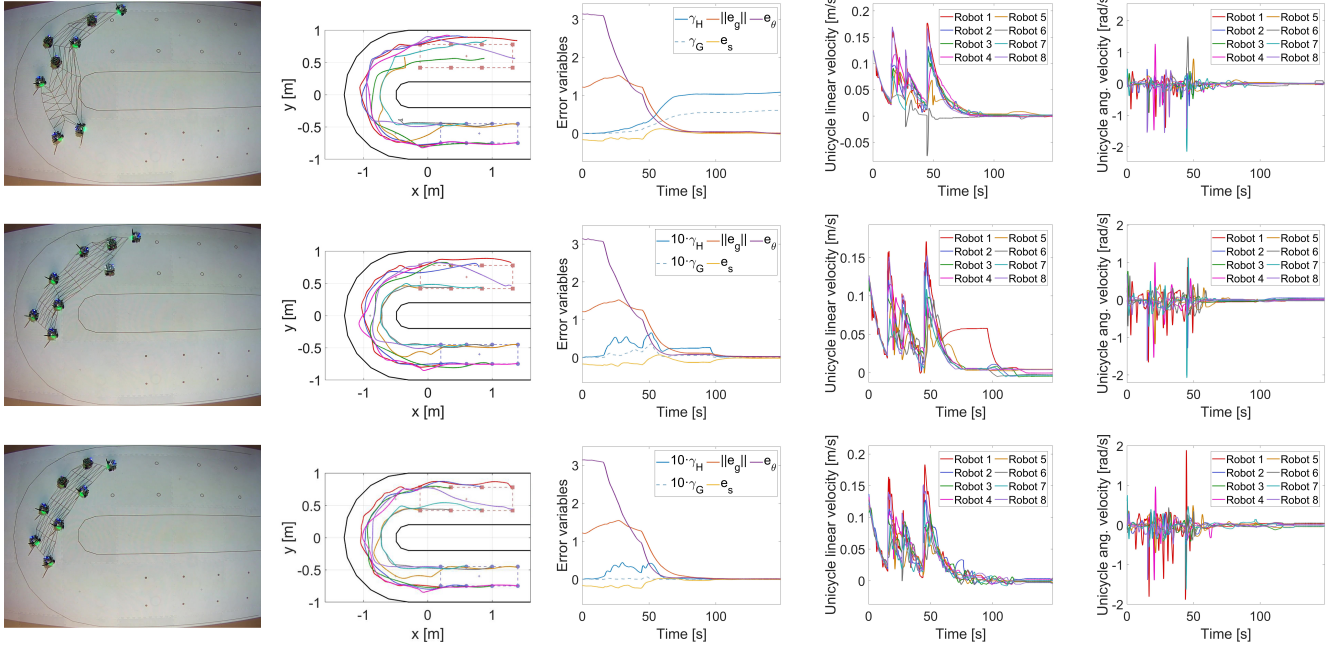 1
0.5
0
-0.5
-1
-1
0
1
x [m]
y [m]
3
2
1
0
0
50
100
Time [s]
Error variables
γH ||eg|| eθ
γG es
0.2
0.15
0.1
0.05
0
-0.05
0
50
100
Time [s]
Unicycle linear velocity [m/s]
Robot 1 Robot 5
Robot 2 Robot 6
Robot 3 Robot 7
Robot 4 Robot 8
2
1
0
-1
-2
0
50
100
Time [s]
Unicycle ang. velocity [rad/s]
Robot 1 Robot 5
Robot 2 Robot 6
Robot 3 Robot 7
Robot 4 Robot 8
1
0.5
0
-0.5
-1
-1
0
1
x [m]
y [m]
3
2
1
0
0
50
100
Time [s]
Error variables
10·γH ||eg|| eθ
10·γG es
0.15
0.1
0.05
0
0
50
100
Time [s]
Unicycle linear velocity [m/s]
Robot 1 Robot 5
Robot 2 Robot 6
Robot 3 Robot 7
Robot 4 Robot 8
2
1
0
-1
-2
0
50
100
Time [s]
Unicycle ang. velocity [rad/s]
Robot 1 Robot 5
Robot 2 Robot 6
Robot 3 Robot 7
Robot 4 Robot 8
1
0.5
0
-0.5
-1
-1
0
1
x [m]
y [m]
3
2
1
0
0
50
100
Time [s]
Error variables
10·γH ||eg|| eθ
10·γG es
0.2
0.15
0.1
0.05
0
0
50
100
Time [s]
Unicycle linear velocity [m/s]
Robot 1 Robot 5
Robot 2 Robot 6
Robot 3 Robot 7
Robot 4 Robot 8
2
1
0
-1
-2
0
50
100
Time [s]
Unicycle ang. velocity [rad/s]
Robot 1 Robot 5
Robot 2 Robot 6
Robot 3 Robot 7
Robot 4 Robot 8